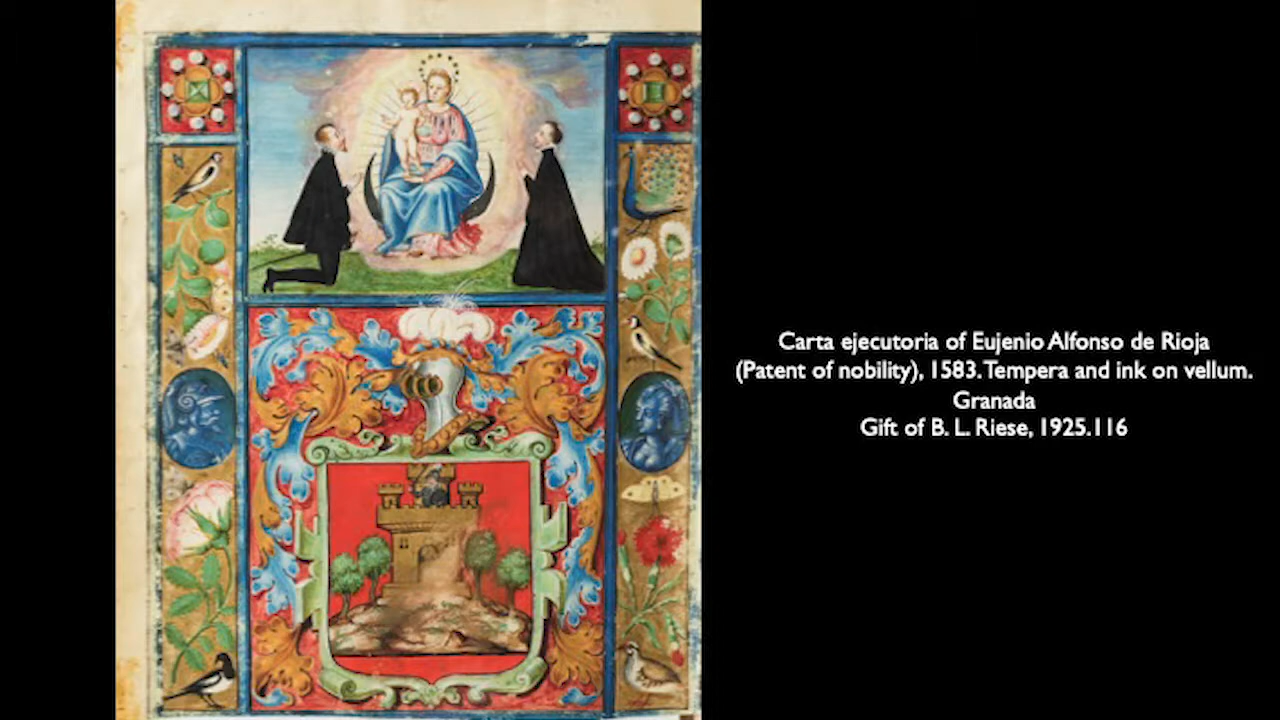 Carta ejecutoria of Eujenio Alfonso de Rioja
(Patent of nobility), 1583. Tempera and ink on vellum.
Granada
Gift of B. L. Riese, 1925.116